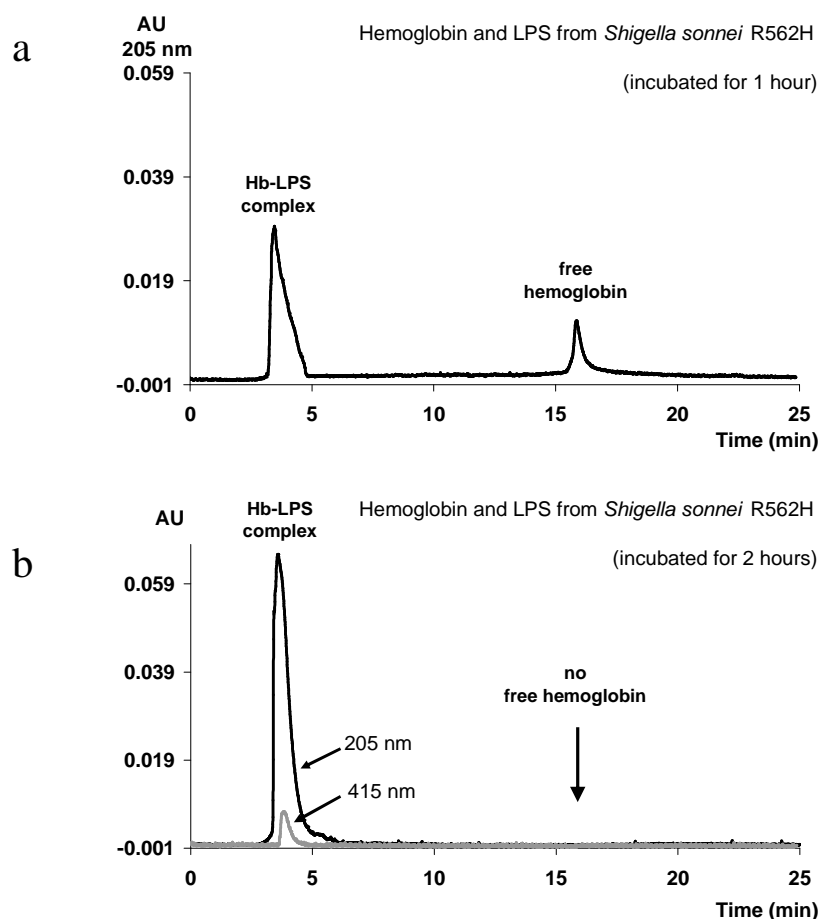 a
AU
205 nm
Hemoglobin and LPS from Shigella sonnei R562H
(incubated for 1 hour)
0.059
0.039
0.019
-0.001
Hb-LPS
complex
free
hemoglobin
0 5 10 15 20 25
Time (min)
b
AU
Hb-LPS
complex
Hemoglobin and LPS from Shigella sonnei R562H
(incubated for 2 hours)
0.059
0.039
0.019
-0.001
no
free hemoglobin
205 nm
415 nm
0 5 10 15 20 25
Time (min)